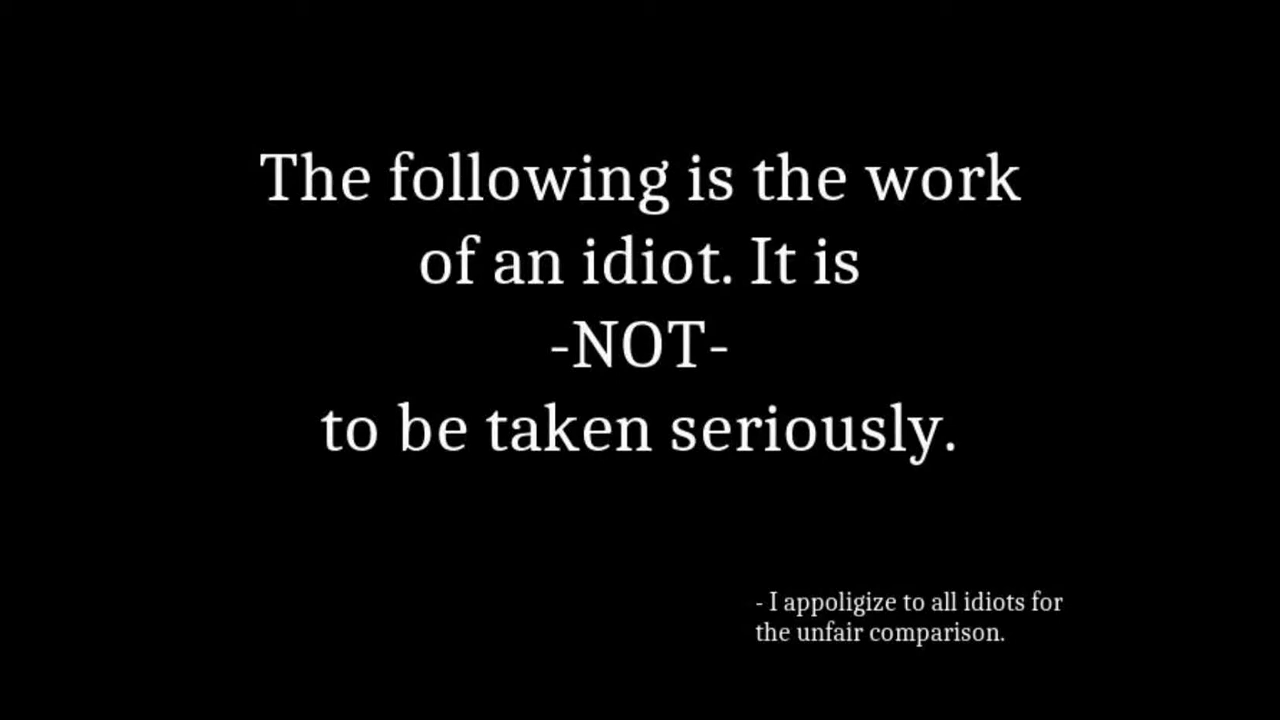 The following is the work
of an idiot. It is
-NOT-
to be taken seriously.
- I appoligize to all idiots for
the unfair comparison.